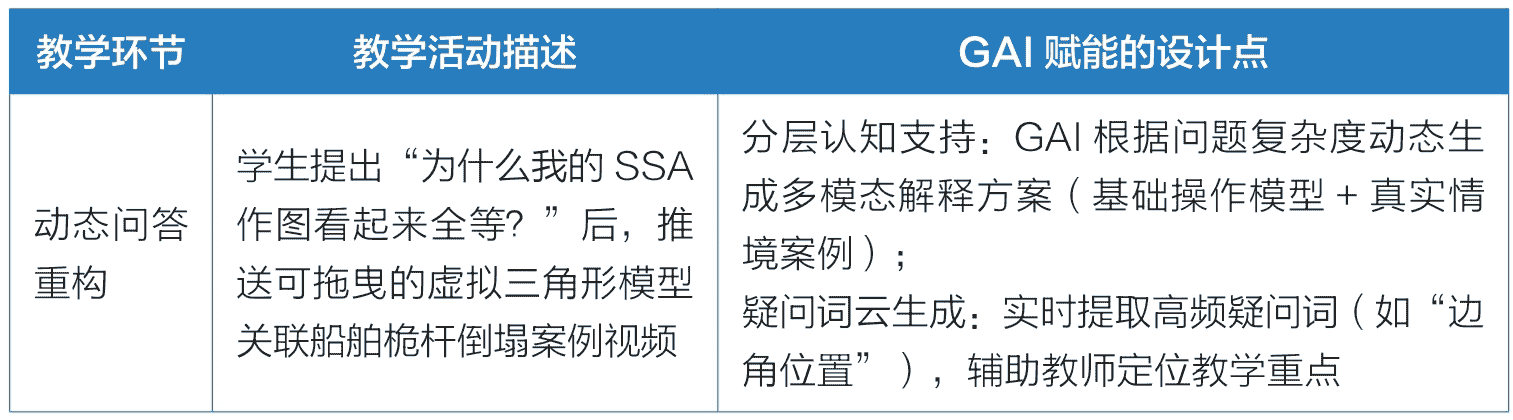 教学环节
教学活动描述
GAI 赋能的设计点
动态问答
重构
学生提出“为什么我的 SSA
作图看起来全等？”后，推
送可拖曳的虚拟三角形模型
关联船舶桅杆倒塌案例视频
分层认知支持：GAI 根据问题复杂度动态生
成多模态解释方案（基础操作模型 + 真实情
境案例）；
疑问词云生成：实时提取高频疑问词（如“边
角位置”），辅助教师定位教学重点